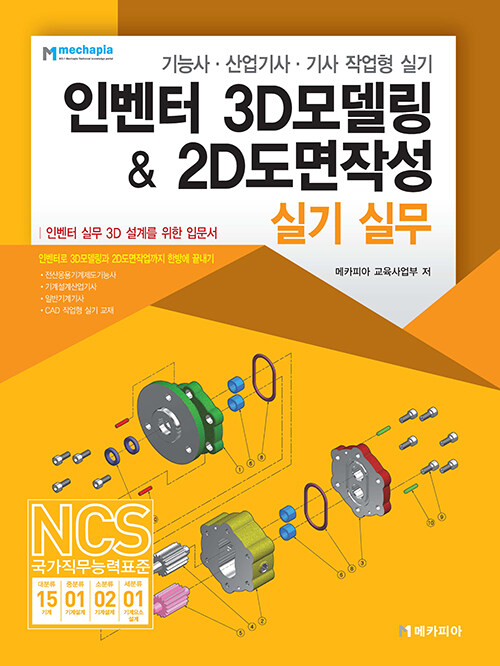 mechapia
기능사 · 산업기사 · 기사 작업형 실기
인벤터 3D모델링
& 2D도면작성
실기 실무
| 인벤터 실무 3D 설계를 위한 입문서
메카피아 교육사업부 저
인벤터로 3D모델링과 2D도면작업까지 한방에 끝내기
· 전산응용기계제도기능사
· 기계설계산업기사
· 일반기계기사
· CAD 작업형 실기 교재
NCS
국가직무능력표준
대분류 중분류 소분류 세분류
15 01 02 01
기계 기계설계 기계설계 기계요소 설계
메카피아